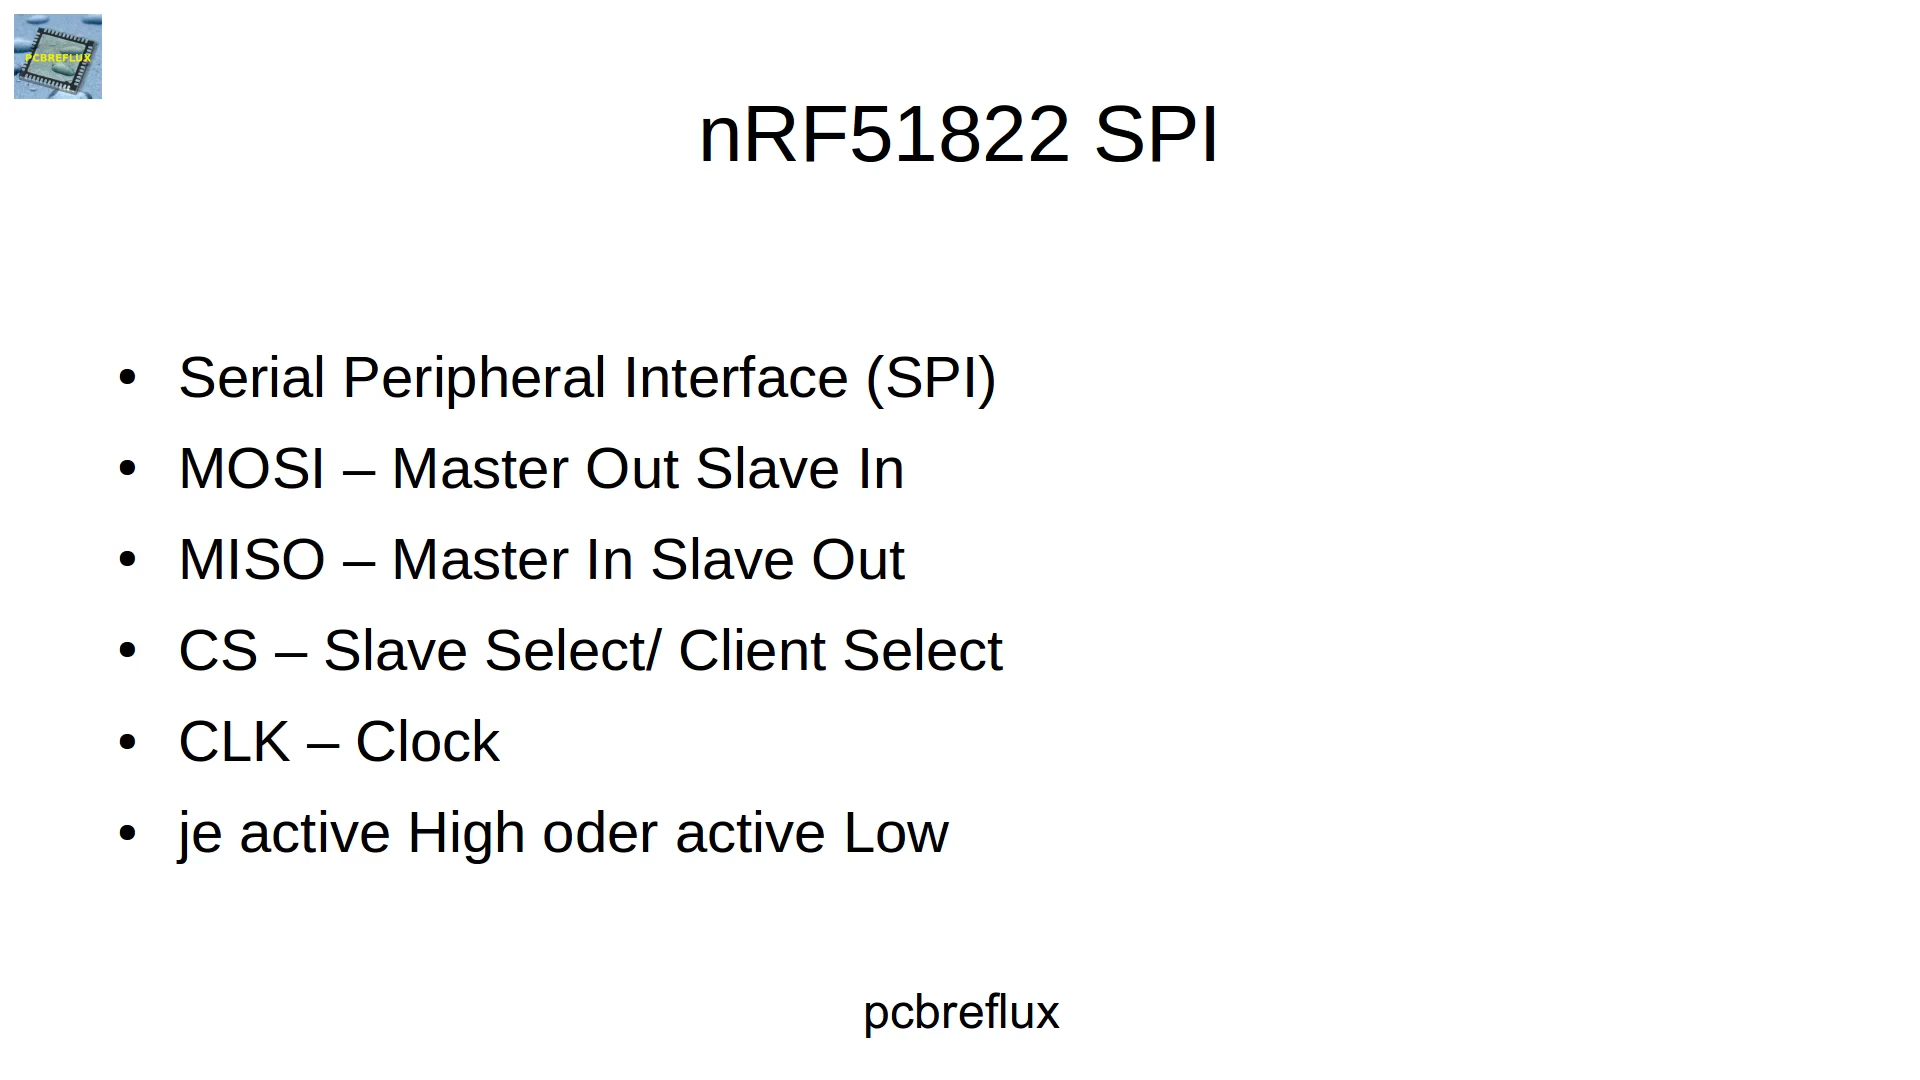 PCBREFLUX
nRF51822 SPI
• Serial Peripheral Interface (SPI)
• MOSI – Master Out Slave In
• MISO – Master In Slave Out
• CS – Slave Select/ Client Select
• CLK – Clock
• je active High oder active Low
pcbreflux